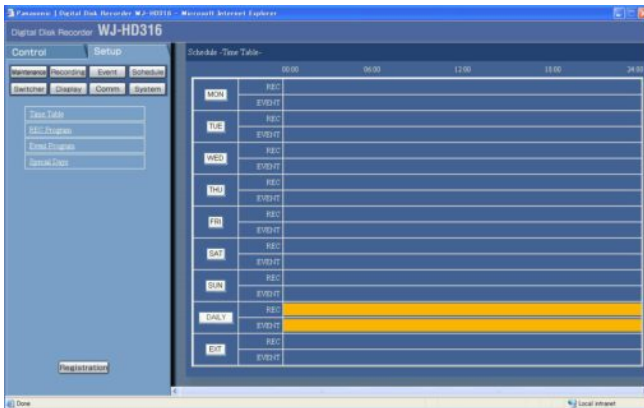 Panasonic [ Digital Disk Recorder WJ-HD316 - Microsoft Internet Explorer
Digital Disk Recorder WJ-HD316
Control Setup
Maintenance Recording Event Schedule
Switcher Display Comm System
Time Table
REC Program
Event Program
Special Days
Registration
Schedule -Time Table-
00:00 06:00 12:00 18:00 24:00
MON REC
EVENT
TUE REC
EVENT
WED REC
EVENT
THU REC
EVENT
FRI REC
EVENT
SAT REC
EVENT
SUN REC
EVENT
DAILY REC
EVENT
EXT REC
EVENT
Done Local intranet